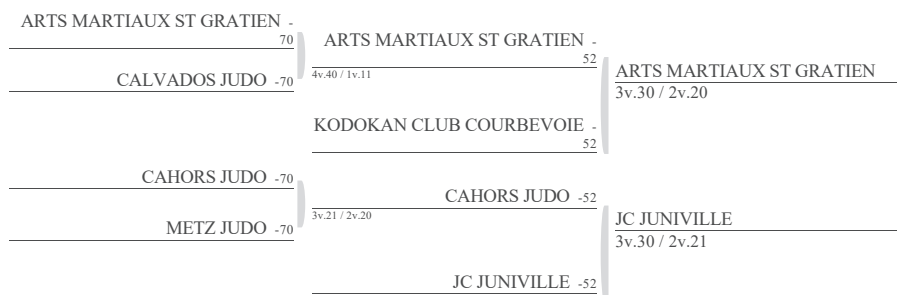 ARTS MARTIAUX ST GRATIEN -
70
CALVADOS JUDO -70
ARTS MARTIAUX ST GRATIEN -
52
4v.40 / 1v.11
KODOKAN CLUB COURBEVOIE -
52
ARTS MARTIAUX ST GRATIEN
3v.30 / 2v.20
CAHORS JUDO -70
METZ JUDO -70
CAHORS JUDO -52
3v.21 / 2v.20
JC JUNIVILLE -52
JC JUNIVILLE
3v.30 / 2v.21